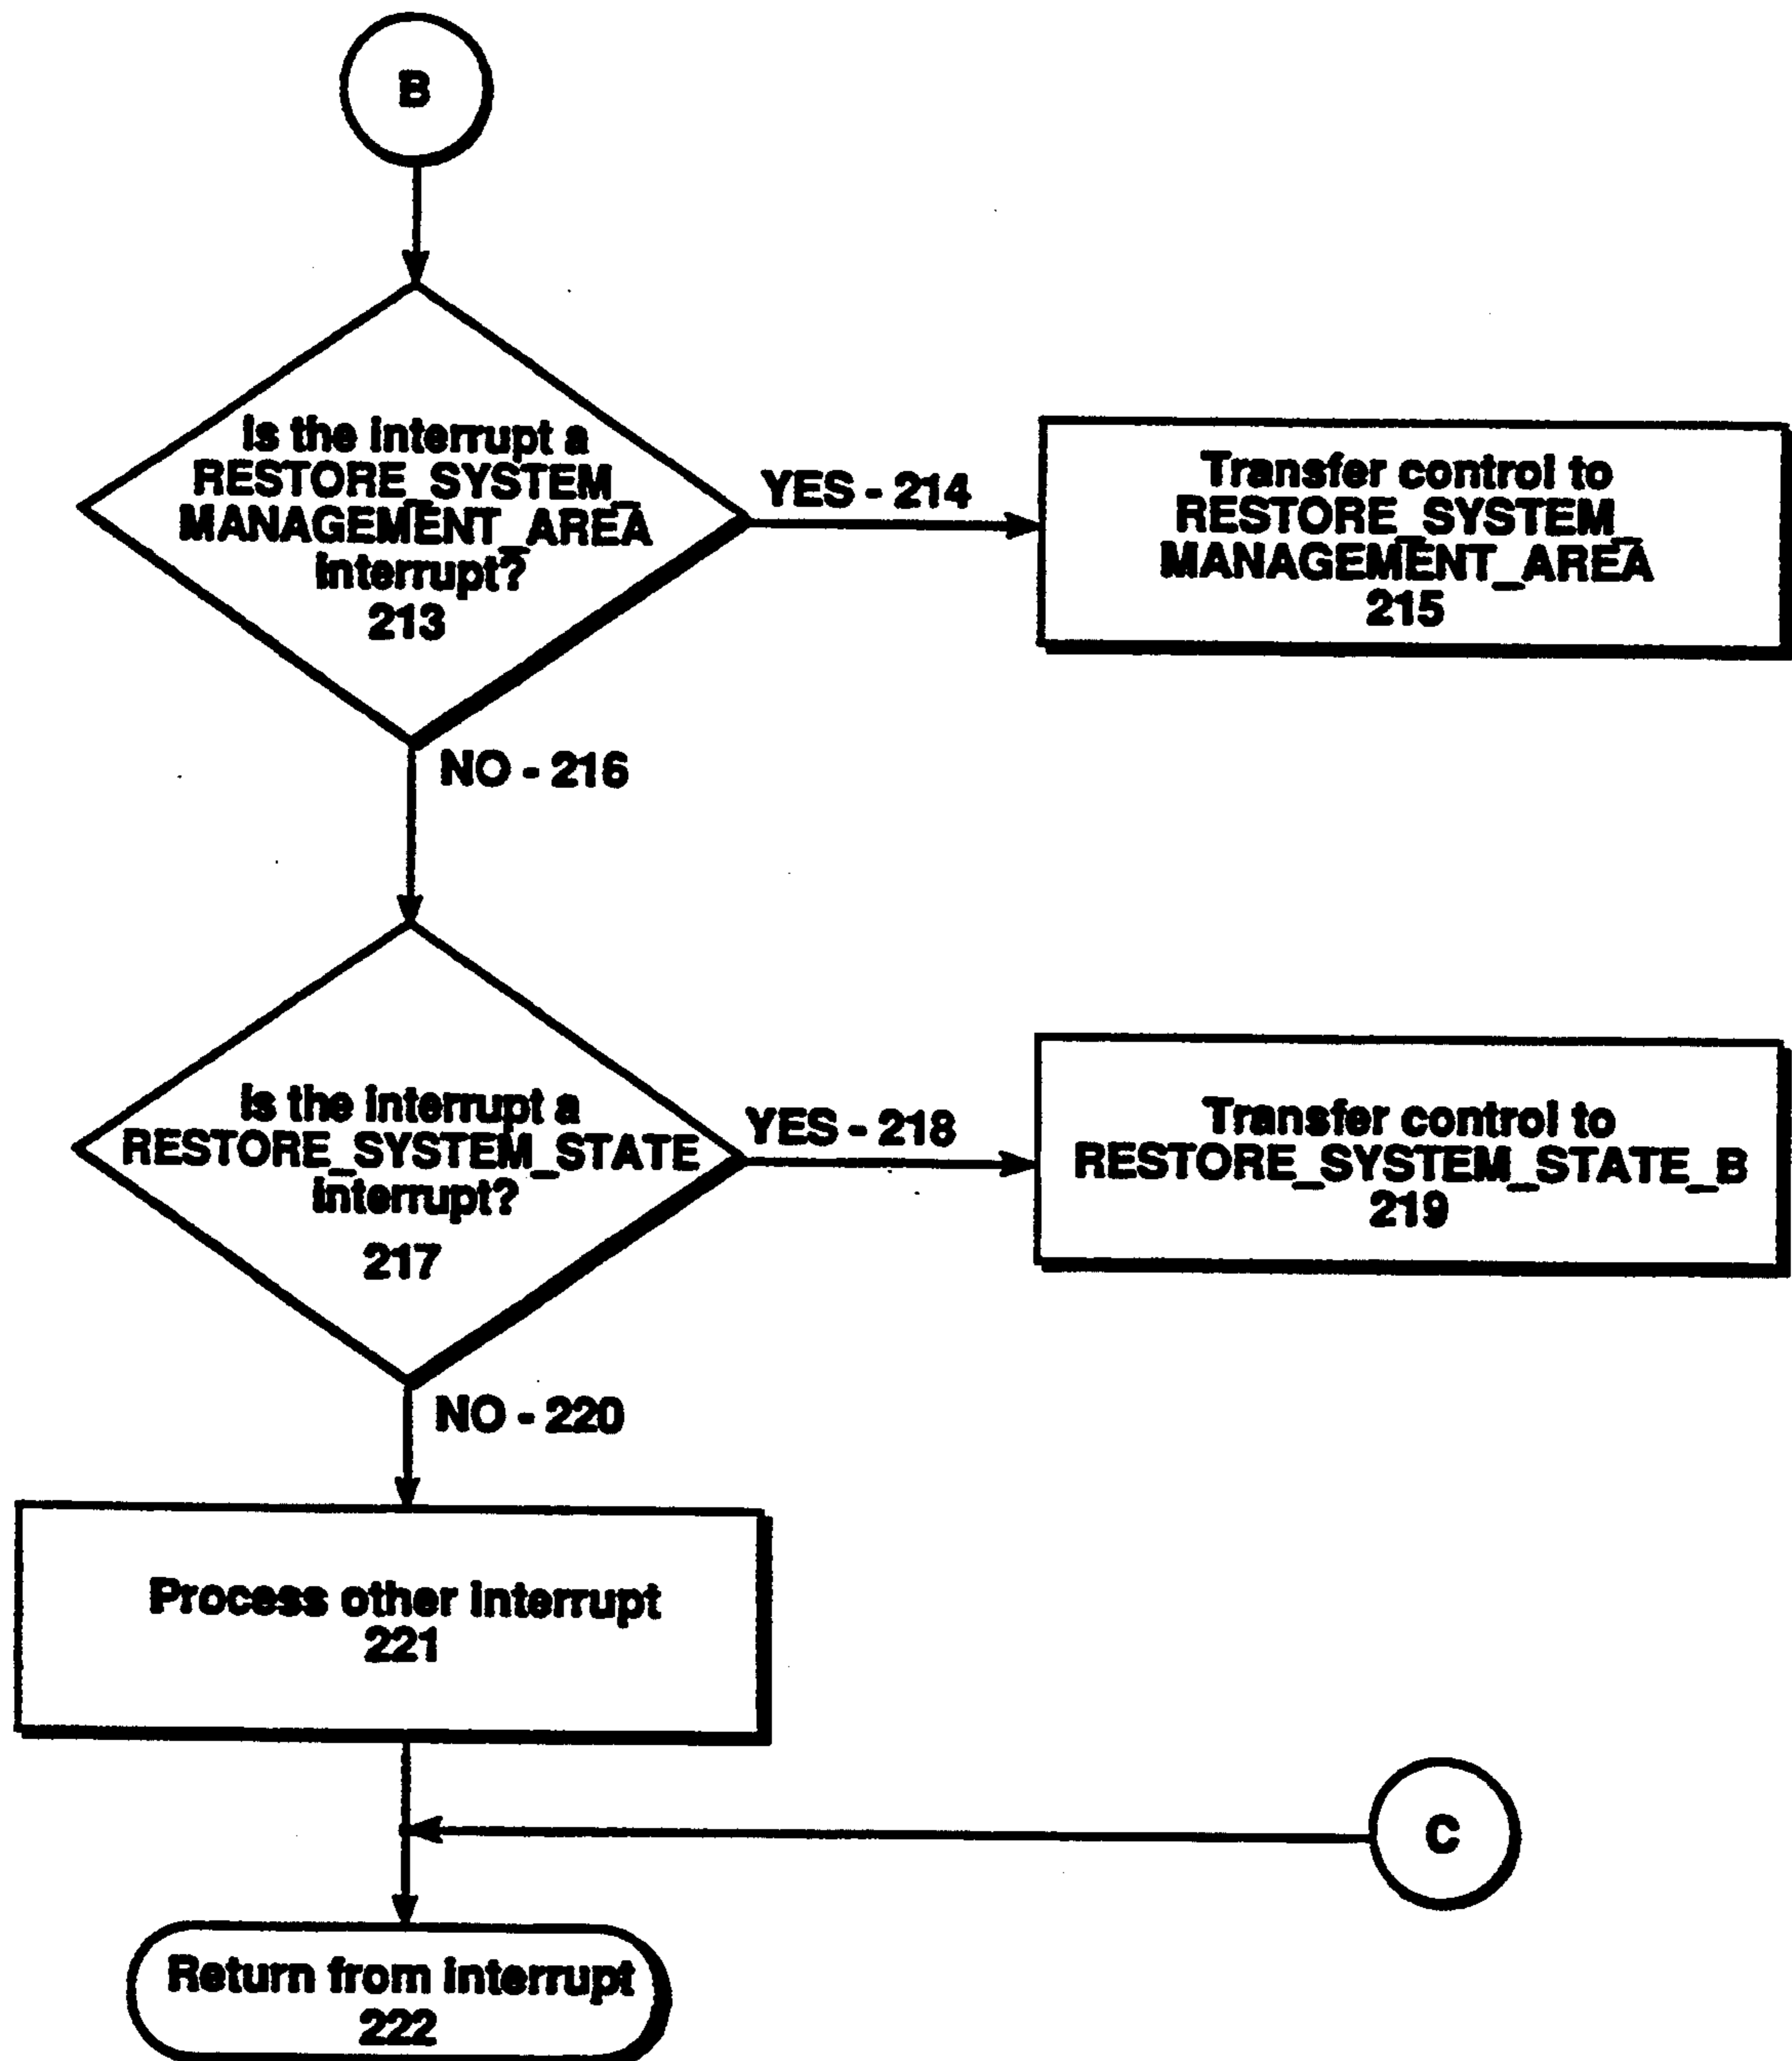 B
Is the interrupt a
RESTORE_SYSTEM_
MANAGEMENT_AREA
interrupt?
213
YES - 214
Transfer control to
RESTORE_SYSTEM_
MANAGEMENT_AREA
215
NO - 216
Is the interrupt a
RESTORE_SYSTEM_STATE
interrupt?
217
YES - 218
Transfer control to
RESTORE_SYSTEM_STATE_B
219
NO - 220
Process other interrupt
221
C
Return from interrupt
222